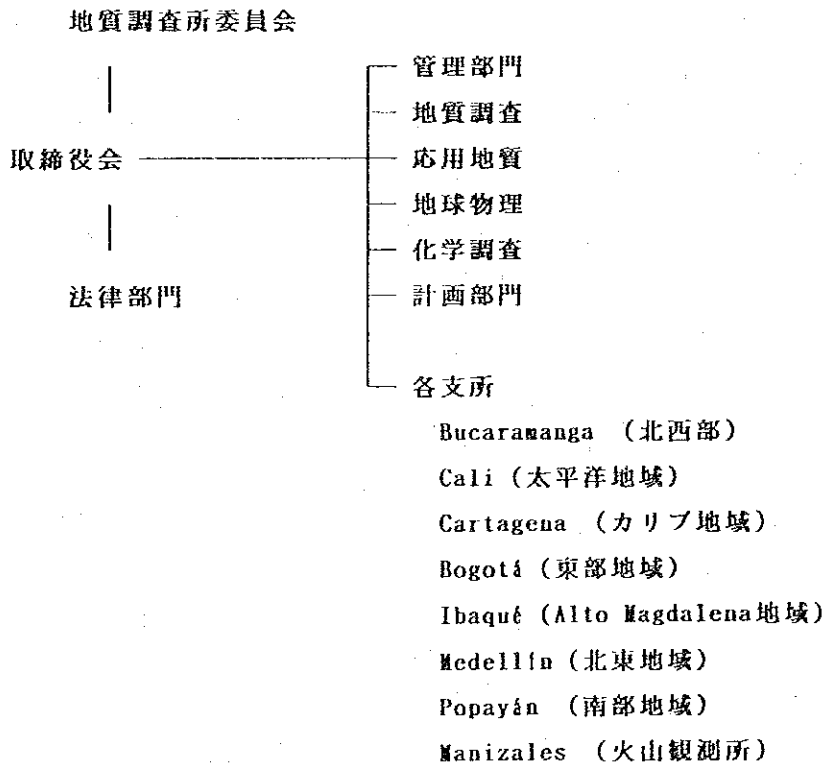 地質調査所委員会
管理部門
地質調査
取締役会
応用地質
地球物理
化学調査
法律部門
計画部門
各支所
Bucaramanga (北西部)
Cali (太平洋地域)
Cartagena (カリブ地域)
Bogotá (東部地域)
Ibaqué (Alto Magdalena地域)
Medellín (北東地域)
Popayán (南部地域)
Manizales (火山観測所)